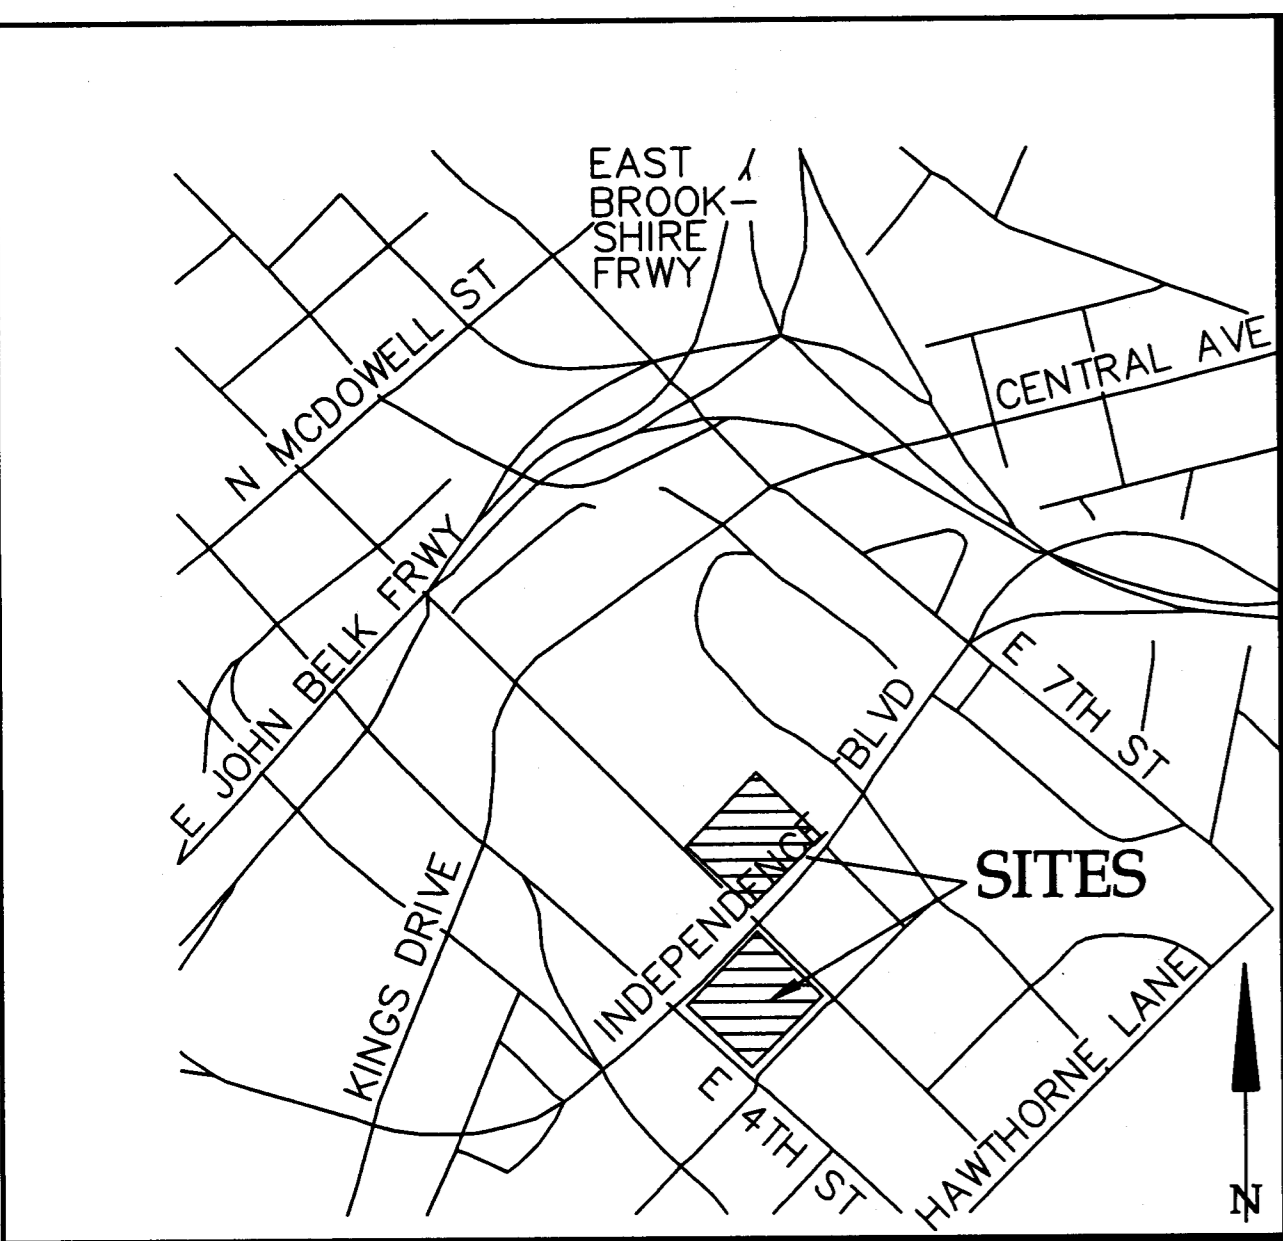 EAST
BROOK-
SHIRE
FRWY
N MCDOWELL ST
CENTRAL AVE
E JOHN BELK FRWY
E 7TH ST
INDEPENDENCE BLVD
SITES
KINGS DRIVE
HAWTHORNE LANE
E 4TH ST
N